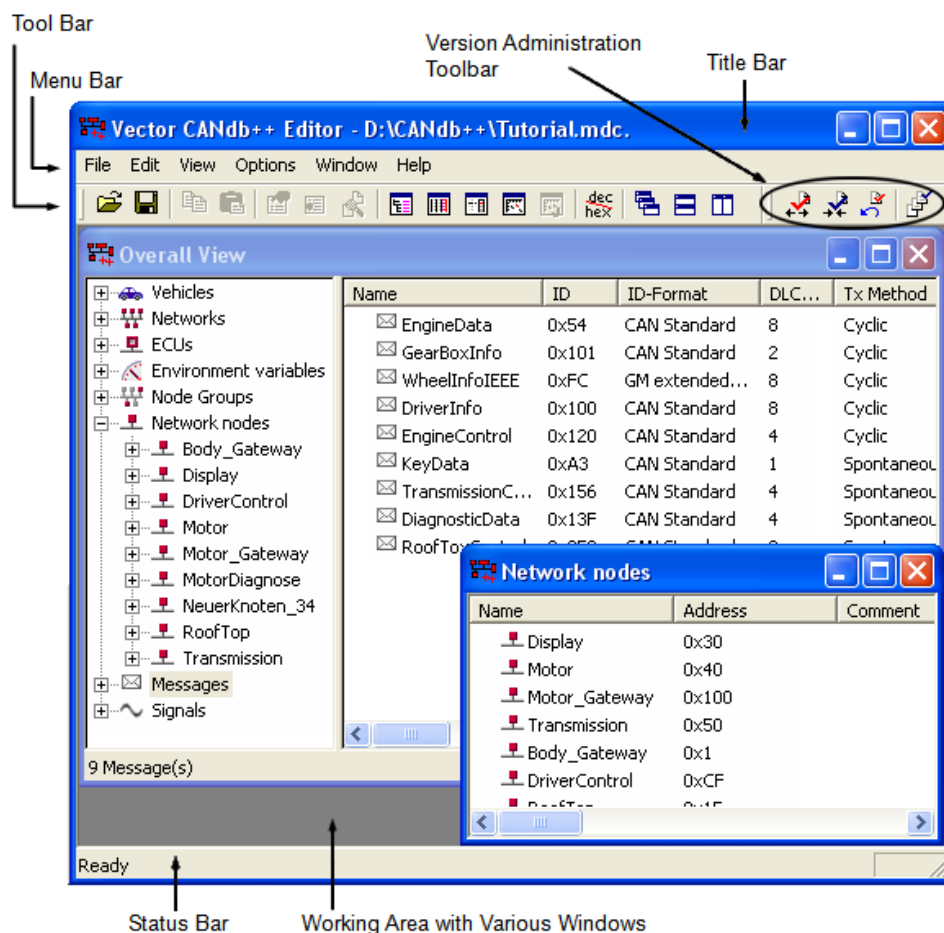 Tool Bar
Version Administration
Toolbar
Title Bar
Menu Bar
Vector CANdb++ Editor - D:\CANdb++\Tutorial.mdc.
File Edit View Options Window Help
dec
hex
Overall View
Vehicles
Networks
ECUs
Environment variables
Node Groups
Network nodes
Body_Gateway
Display
DriverControl
Motor
Motor_Gateway
MotorDiagnose
NeuerKnoten_34
RoofTop
Transmission
Messages
Signals
Name ID ID-Format DLC... Tx Method
EngineData 0x54 CAN Standard 8 Cyclic
GearBoxInfo 0x101 CAN Standard 2 Cyclic
WheelInfoIEEE 0xFC GM extended... 8 Cyclic
DriverInfo 0x100 CAN Standard 8 Cyclic
EngineControl 0x120 CAN Standard 4 Cyclic
KeyData 0xA3 CAN Standard 1 Spontaneou
TransmissionC... 0x156 CAN Standard 4 Spontaneou
DiagnosticData 0x13F CAN Standard 4 Spontaneou
CAN Standard
9 Message(s)
Network nodes
Name Address Comment
Display 0x30
Motor 0x40
Motor_Gateway 0x100
Transmission 0x50
Body_Gateway 0x1
DriverControl 0xCF
RoofTop
Ready
Status Bar
Working Area with Various Windows